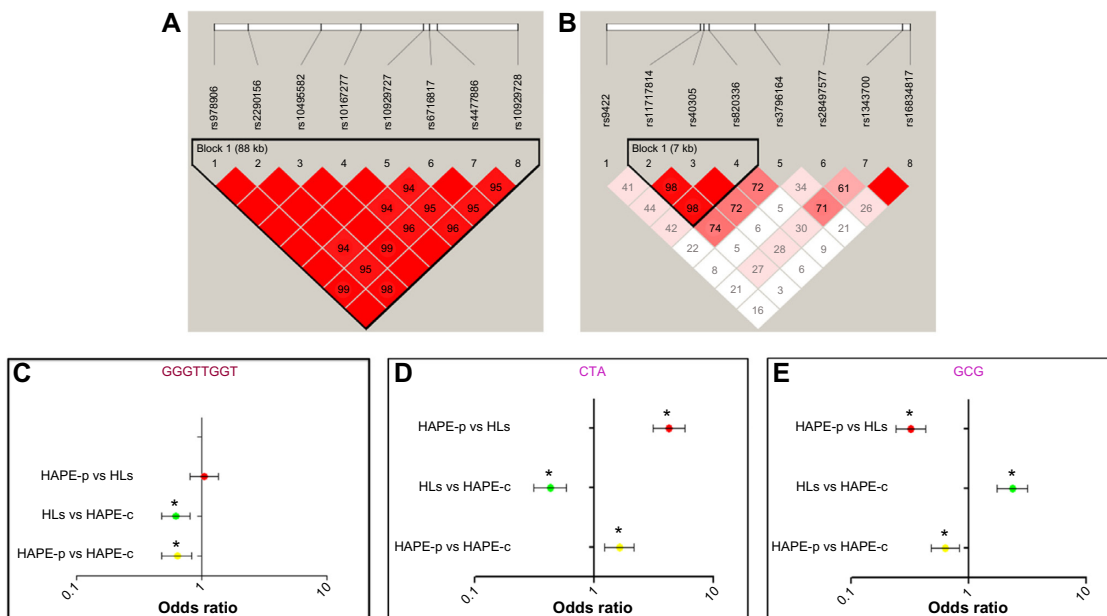 A
rs978906 rs2290156 rs10495582 rs10167277 rs10929727 rs6716817 rs4477886 rs10929728
Block 1 (88 kb)
1 2 3 4 5 6 7 8
94 95
94 95 95
96 96
94 99
95
99 98
B
rs9422 rs11717814 rs40305 rs820336 rs3796164 rs28497577 rs1343700 rs16834817
Block 1 (7 kb)
1 2 3 4 5 6 7 8
41 98 72 34 61
44 98 72 5 71 26
42 74 6 30 21
22 5 28 9
8 27 6
21 3
16
C
GGGTTGGT
HAPE-p vs HLs
*
HLs vs HAPE-c
*
HAPE-p vs HAPE-c
0.1 1 10
Odds ratio
D
CTA
*
HAPE-p vs HLs
*
HLs vs HAPE-c
*
HAPE-p vs HAPE-c
0.1 1 10
Odds ratio
E
GCG
*
HAPE-p vs HLs
*
HLs vs HAPE-c
*
HAPE-p vs HAPE-c
0.1 1 10
Odds ratio